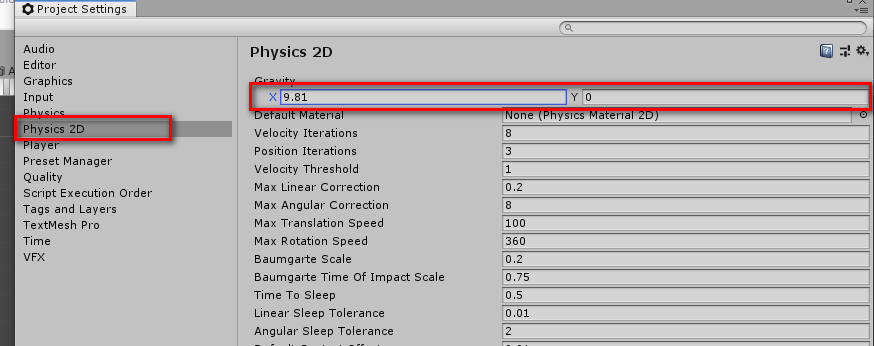 Project Settings
Audio
Editor
Graphics
Input
Physics
Physics 2D
Player
Preset Manager
Quality
Script Execution Order
Tags and Layers
TextMesh Pro
Time
VFX
Physics 2D
Gravity
X 9.81 Y 0
Default Material None (Physics Material 2D)
Velocity Iterations 8
Position Iterations 3
Velocity Threshold 1
Max Linear Correction 0.2
Max Angular Correction 8
Max Translation Speed 100
Max Rotation Speed 360
Baumgarte Scale 0.2
Baumgarte Time Of Impact Scale 0.75
Time To Sleep 0.5
Linear Sleep Tolerance 0.01
Angular Sleep Tolerance 2